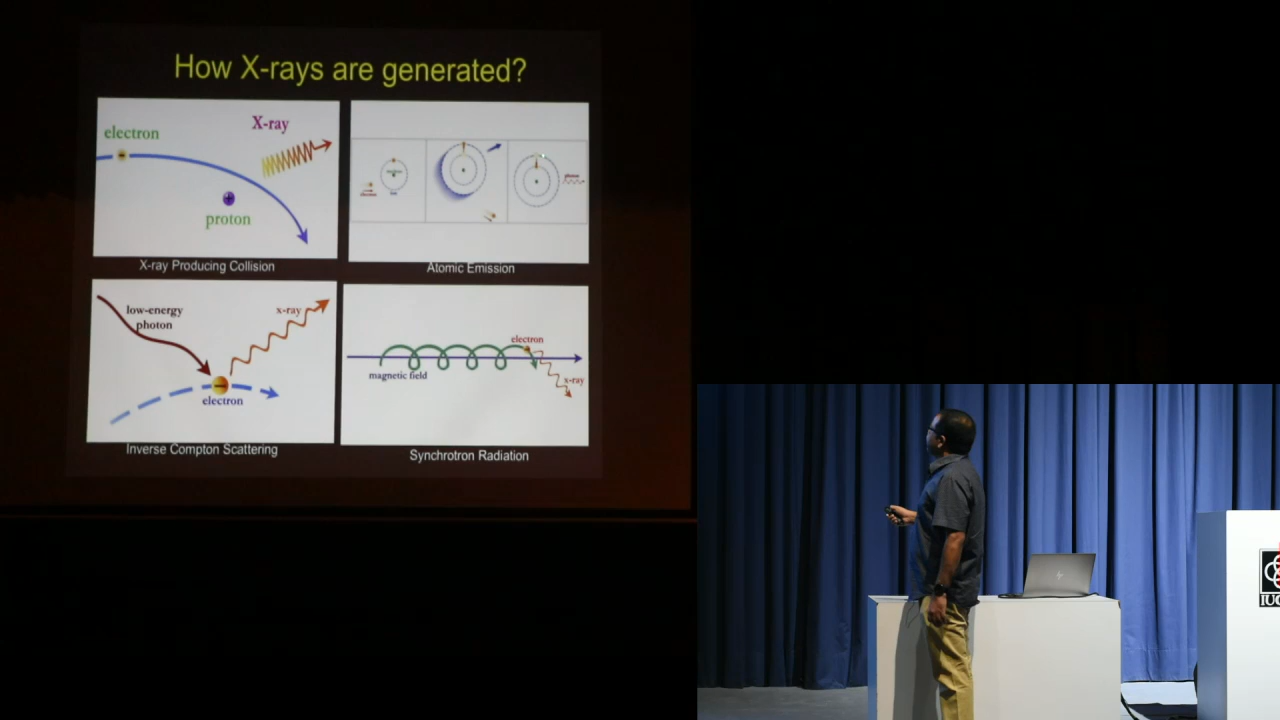 How X-rays are generated?
electron
X-ray
proton
X-ray Producing Collision
photon
Atomic Emission
low-energy
photon
x-ray
electron
Inverse Compton Scattering
electron
magnetic field
x-ray
Synchrotron Radiation